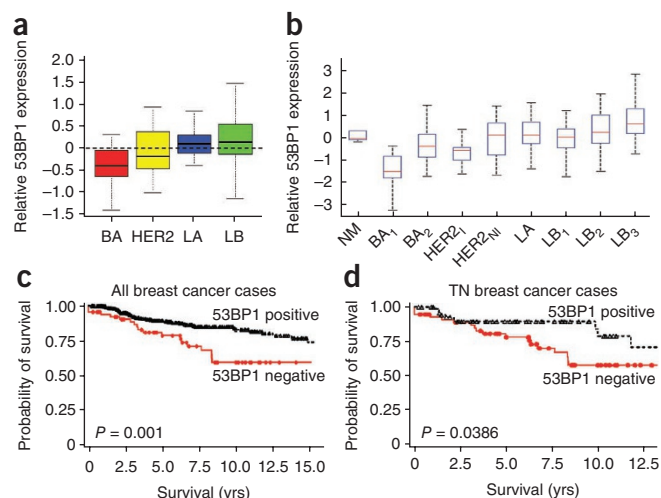 a
Relative 53BP1 expression
2.0
1.5
1.0
0.5
0
−0.5
−1.0
−1.5
BA HER2 LA LB
b
Relative 53BP1 expression
3
2
1
0
−1
−2
−3
NM BA1 BA2 HER2I HER2NI LA LB1 LB2 LB3
c
All breast cancer cases
Probability of survival
1.00
0.75
0.50
0.25
0
53BP1 positive
53BP1 negative
P = 0.001
0 2.5 5.0 7.5 10.0 12.5 15.0
Survival (yrs)
d
TN breast cancer cases
Probability of survival
1.00
0.75
0.50
0.25
0
53BP1 positive
53BP1 negative
P = 0.0386
0 2.5 5.0 7.5 10.0 12.5
Survival (yrs)